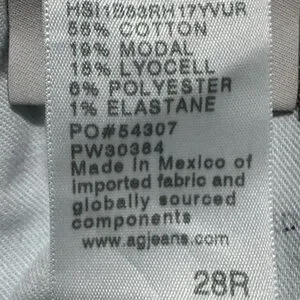 HSI1B83RH17YVUR
56% COTTON
19% MODAL
18% LYOCELL
6% POLYESTER
1% ELASTANE
PO#54307
PW30384
Made in Mexico of
imported fabric and
globally sourced
components
www.agjeans.com
28R